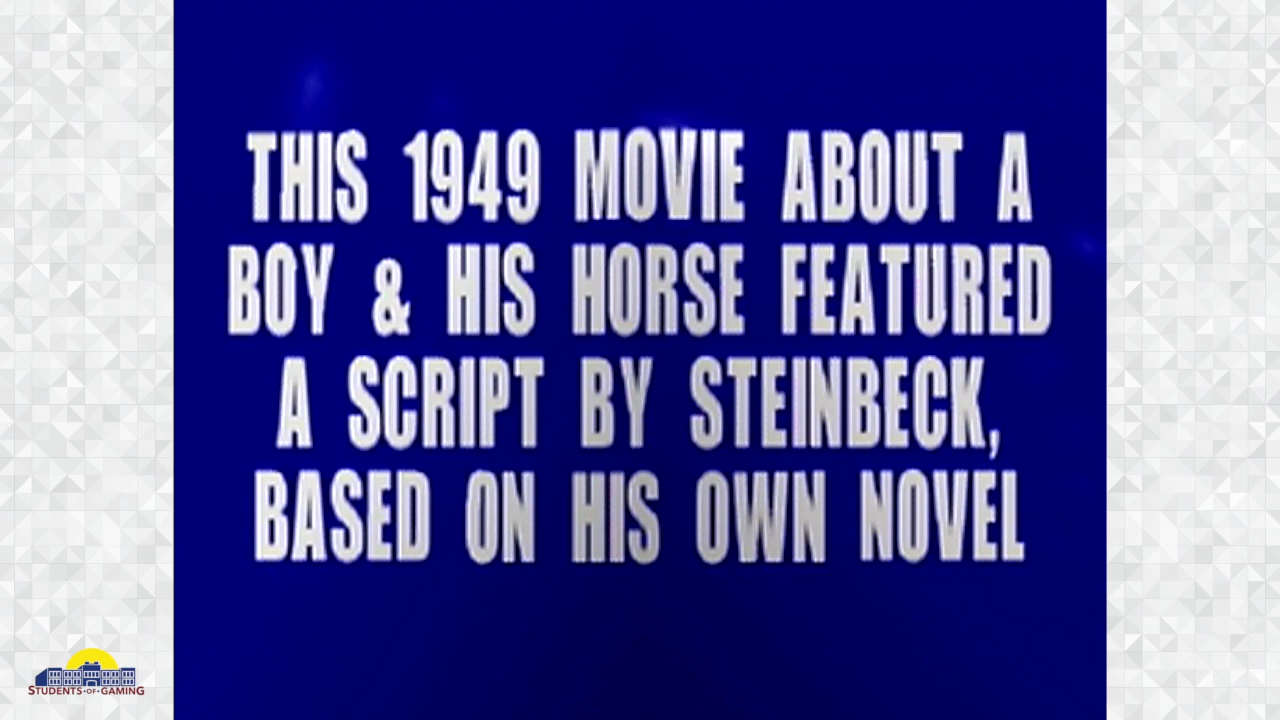 THIS 1949 MOVIE ABOUT A
BOY & HIS HORSE FEATURED
A SCRIPT BY STEINBECK,
BASED ON HIS OWN NOVEL
STUDENTS·OF·GAMING